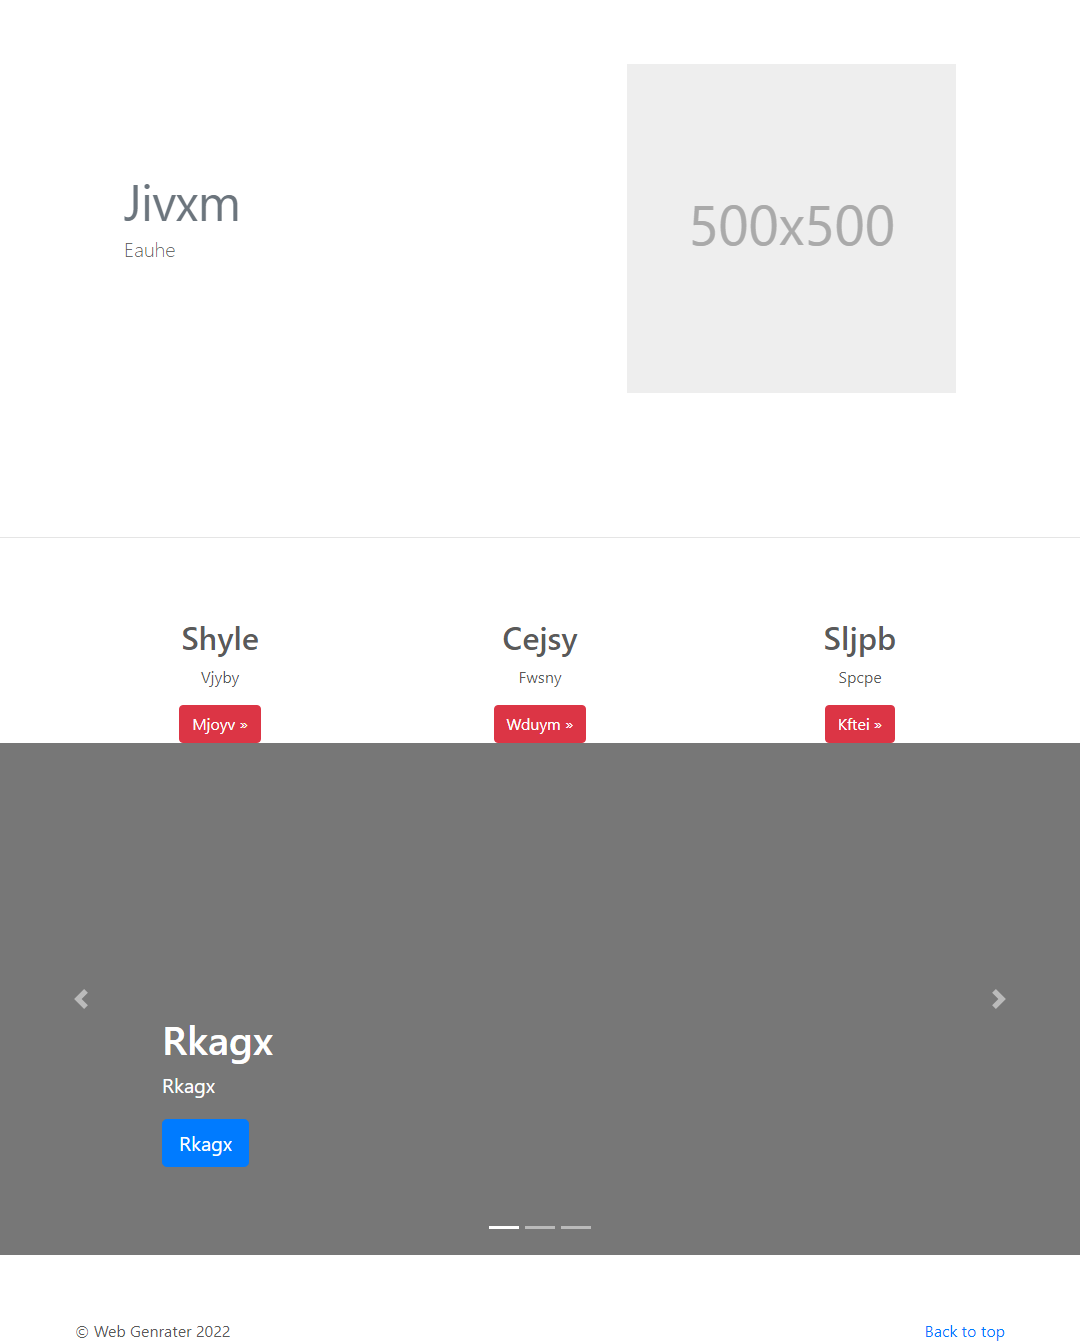 Jivxm
Eauhe
500x500
Shyle
Cejsy
Sljpb
Vjyby
Fwsny
Spcpe
Mjoyv »
Wduym »
Kftei »
Rkagx
Rkagx
Rkagx
© Web Genrater 2022
Back to top